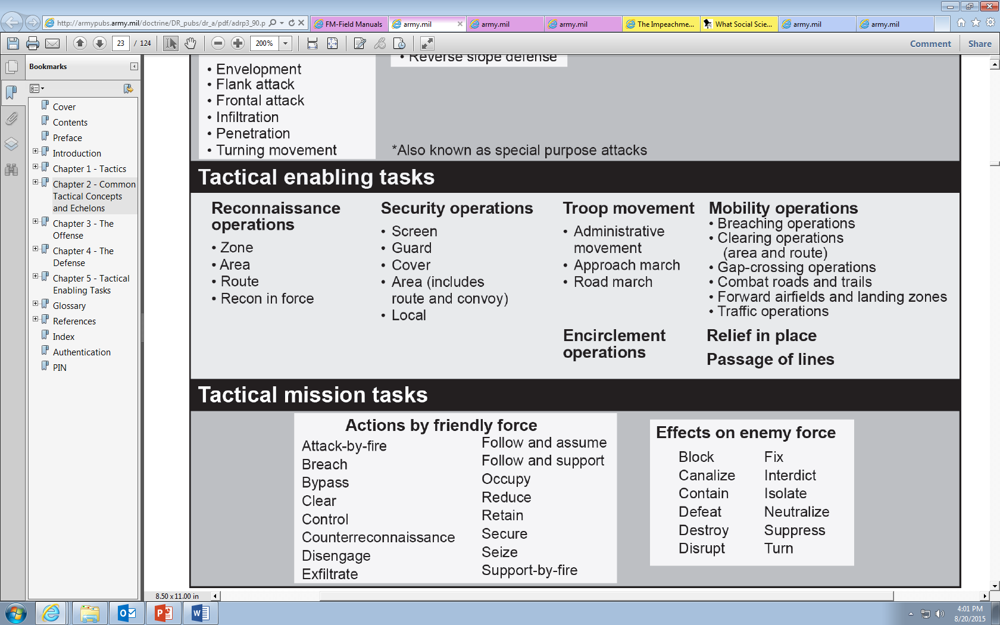 http://armypubs.army.mil/doctrine/DR_pubs/dr_a/pdf/adrp3_90.p
FM-Field Manuals
army.mil
army.mil
army.mil
The Impeachme...
What Social Scie...
army.mil
army.mil
23 / 124
200%
Comment
Share
Bookmarks
Cover
Contents
Preface
Introduction
Chapter 1 - Tactics
Chapter 2 - Common
Tactical Concepts
and Echelons
Chapter 3 - The
Offense
Chapter 4 - The
Defense
Chapter 5 - Tactical
Enabling Tasks
Glossary
References
Index
Authentication
PIN
• Reverse slope defense
• Envelopment
• Flank attack
• Frontal attack
• Infiltration
• Penetration
• Turning movement
*Also known as special purpose attacks
Tactical enabling tasks
Reconnaissance
operations
• Zone
• Area
• Route
• Recon in force
Security operations
• Screen
• Guard
• Cover
• Area (includes
route and convoy)
• Local
Troop movement
• Administrative
movement
• Approach march
• Road march
Encirclement
operations
Mobility operations
• Breaching operations
• Clearing operations
(area and route)
• Gap-crossing operations
• Combat roads and trails
• Forward airfields and landing zones
• Traffic operations
Relief in place
Passage of lines
Tactical mission tasks
Actions by friendly force
Attack-by-fire
Breach
Bypass
Clear
Control
Counterreconnaissance
Disengage
Exfiltrate
Follow and assume
Follow and support
Occupy
Reduce
Retain
Secure
Seize
Support-by-fire
Effects on enemy force
Block
Canalize
Contain
Defeat
Destroy
Disrupt
Fix
Interdict
Isolate
Neutralize
Suppress
Turn
8.50 x 11.00 in
4:01 PM
8/20/2015